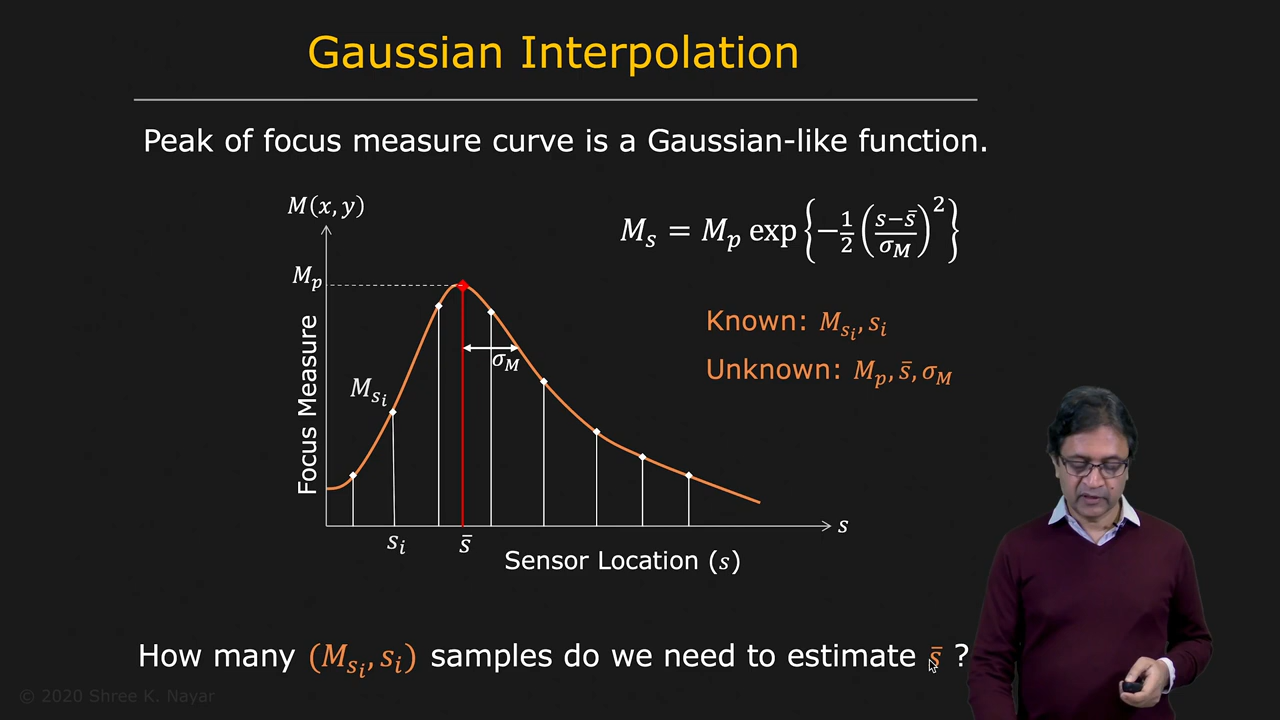 Gaussian Interpolation
Peak of focus measure curve is a Gaussian-like function.
M(x, y)
M_s = M_p exp{−1/2((s−s̄)/σ_M)²}
M_p
Focus Measure
σ_M
M_{s_i}
Known: M_{s_i}, s_i
Unknown: M_p, s̄, σ_M
s
s_i
s̄
Sensor Location (s)
How many (M_{s_i}, s_i) samples do we need to estimate s̄ ?
© 2020 Shree K. Nayar